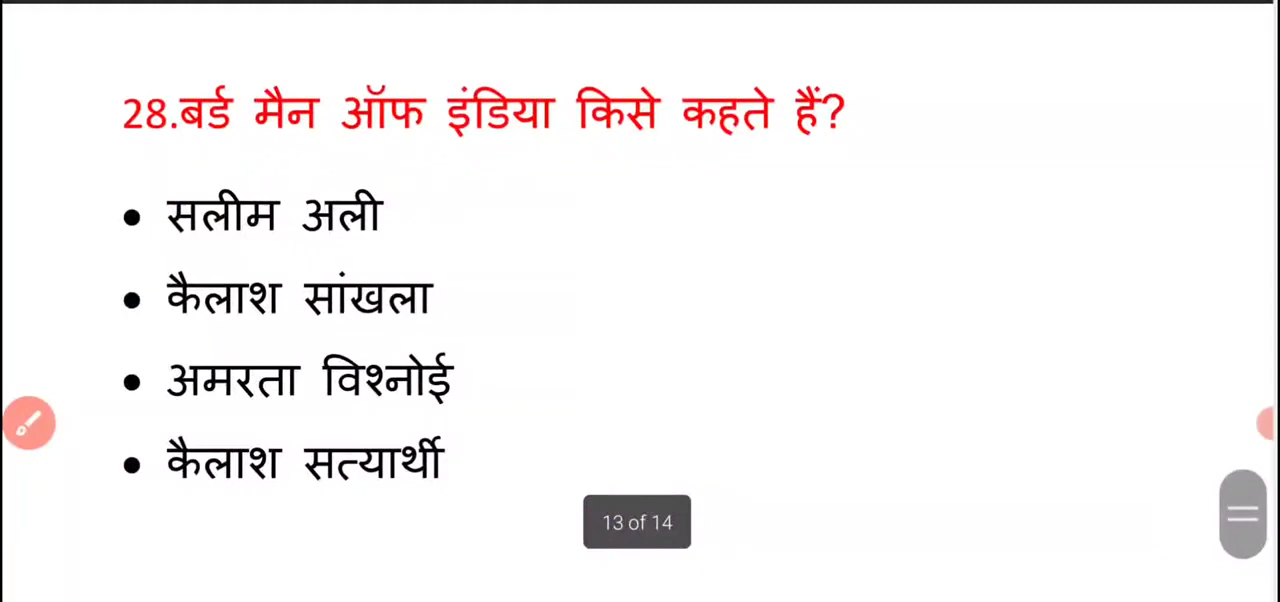 28.बर्ड मैन ऑफ इंडिया किसे कहते हैं?
• सलीम अली
• कैलाश सांखला
• अमरता विश्नोई
• कैलाश सत्यार्थी
13 of 14